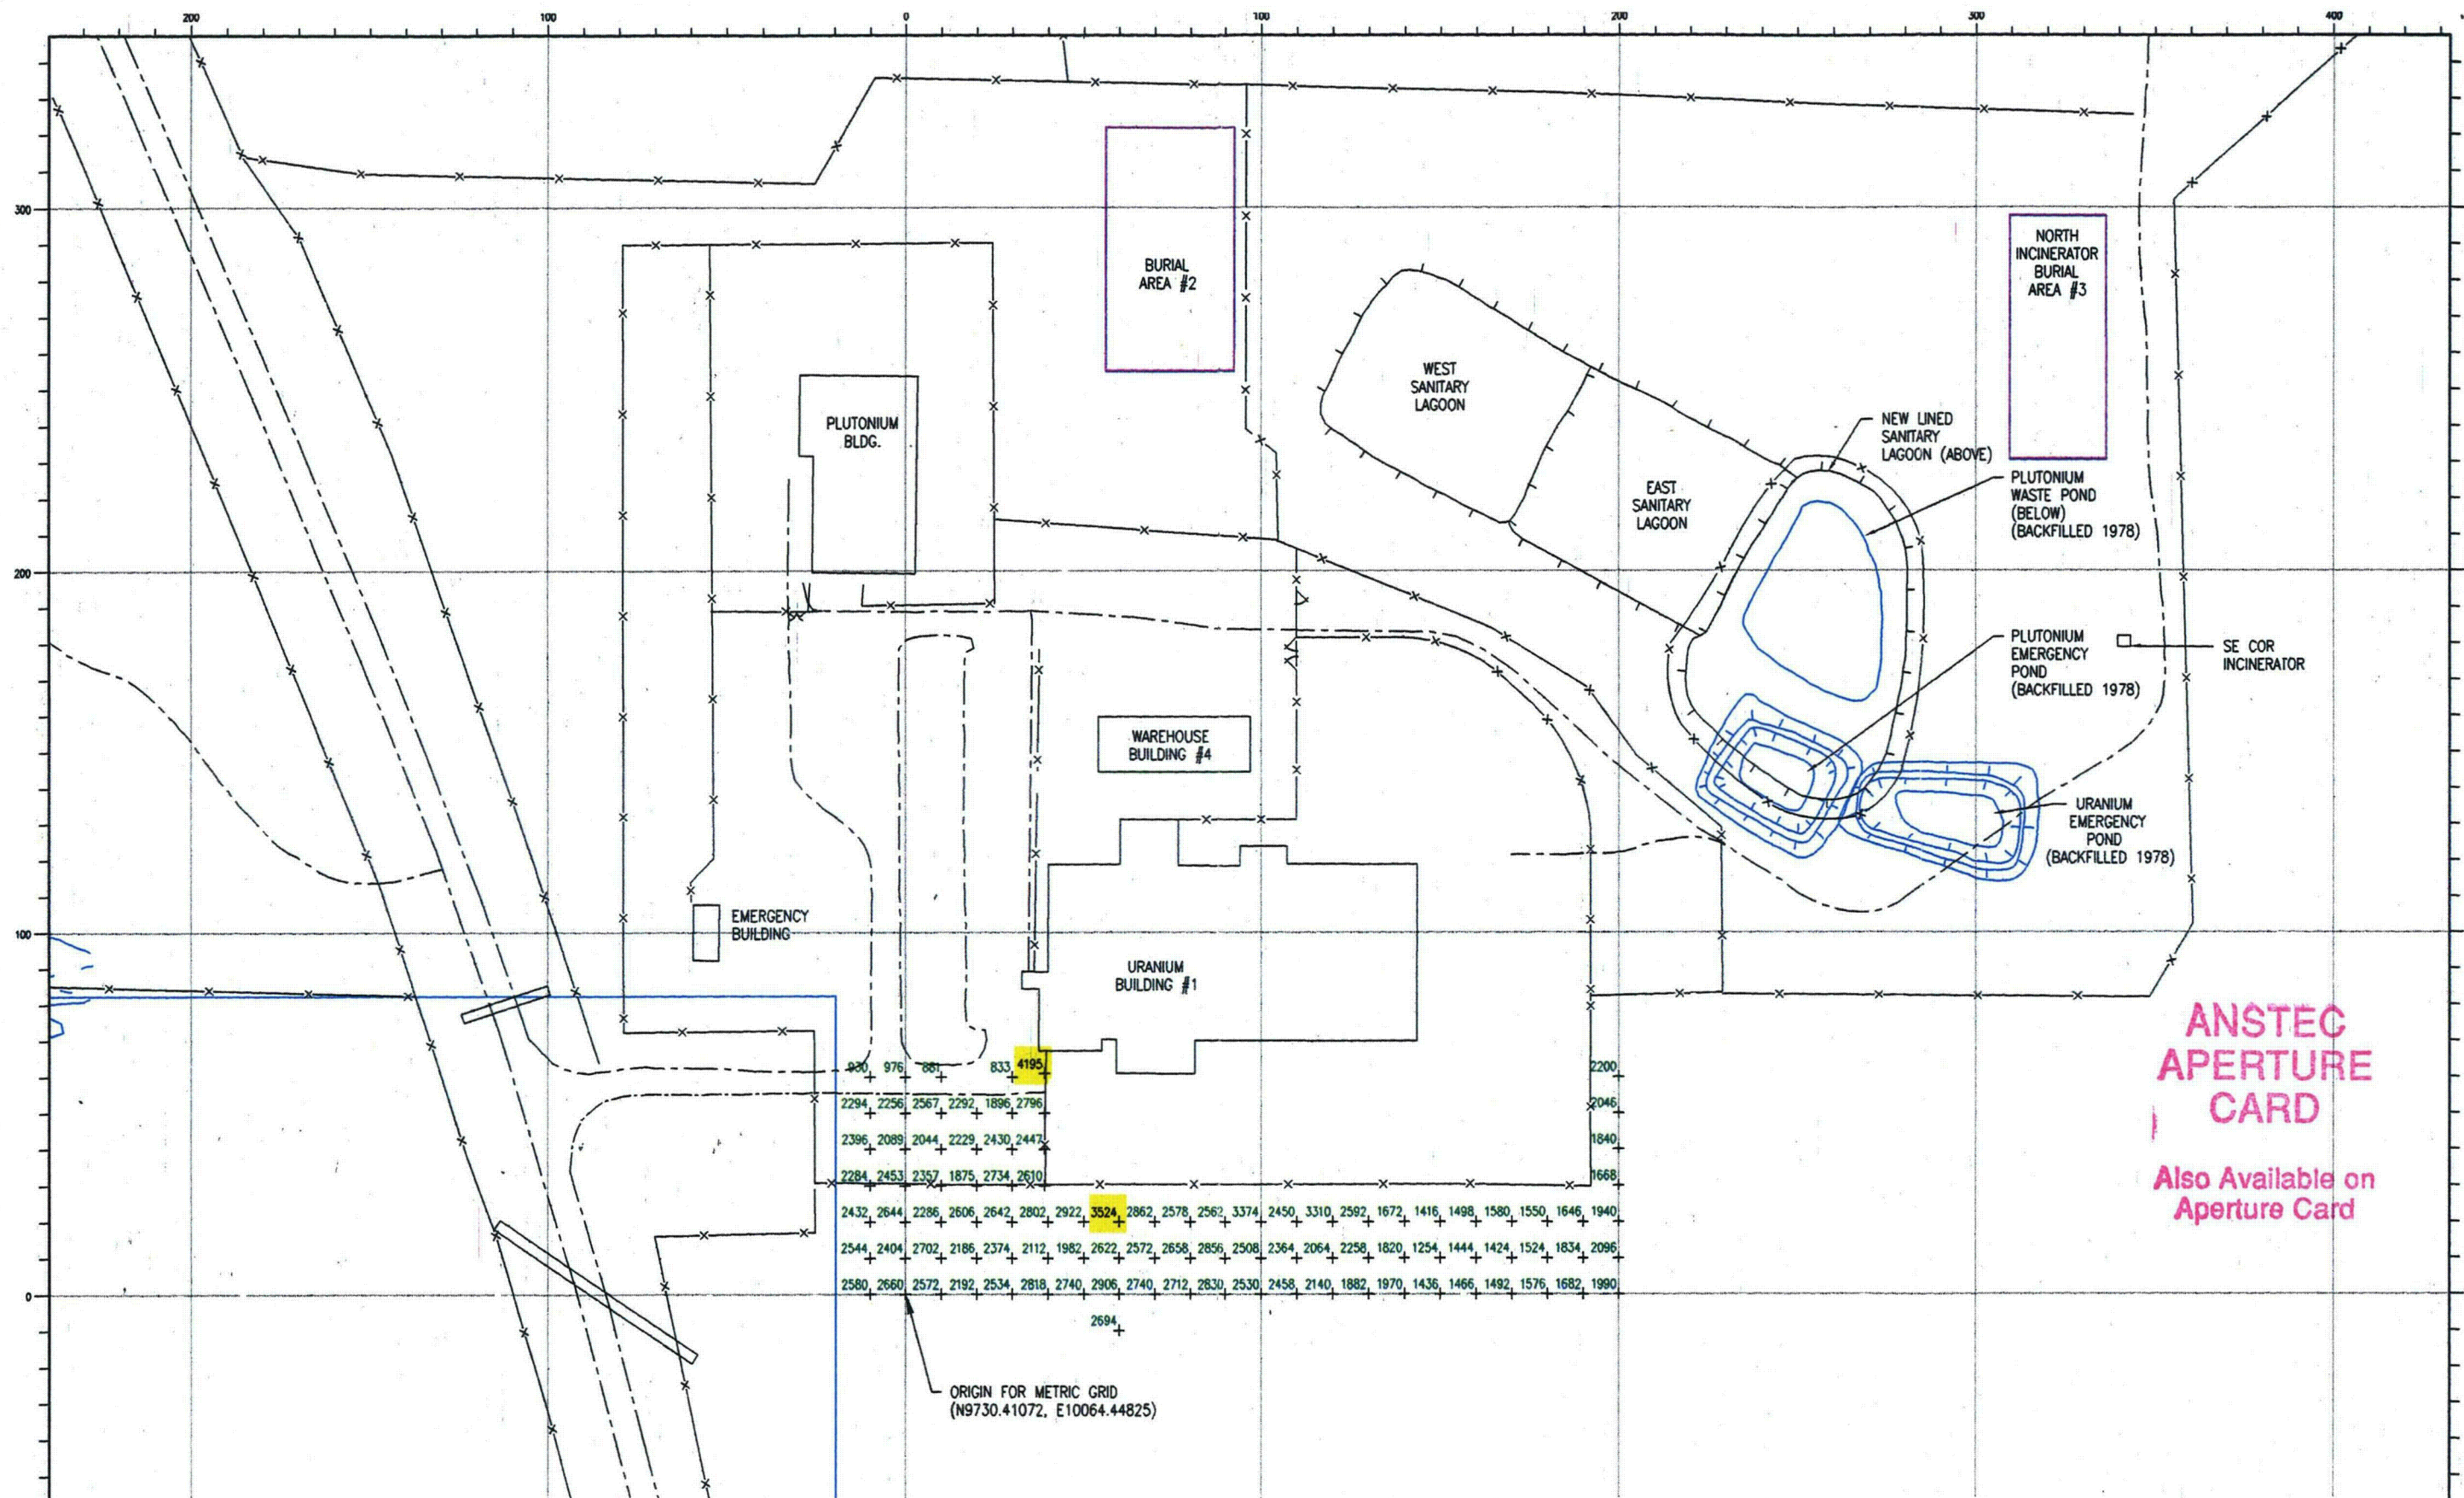 200 100 0 100 200 300 400
300
BURIAL
AREA #2
NORTH
INCINERATOR
BURIAL
AREA #3
WEST
SANITARY
LAGOON
PLUTONIUM
BLDG.
NEW LINED
SANITARY
LAGOON (ABOVE)
EAST
SANITARY
LAGOON
PLUTONIUM
WASTE POND
(BELOW)
(BACKFILLED 1978)
200
PLUTONIUM
EMERGENCY
POND
(BACKFILLED 1978)
SE COR
INCINERATOR
WAREHOUSE
BUILDING #4
URANIUM
EMERGENCY
POND
(BACKFILLED 1978)
EMERGENCY
BUILDING
100
URANIUM
BUILDING #1
ANSTEC
APERTURE
CARD
Also Available on
Aperture Card
930 976 881 833 4195 2200
2294 2256 2567 2292 1896 2796 2046
2396 2089 2044 2229 2430 2447 1840
2284 2453 2357 1875 2734 2610 1668
2432 2644 2286 2606 2642 2802 2922 3524 2862 2578 2562 3374 2450 3310 2592 1672 1416 1498 1580 1550 1646 1940
2544 2404 2702 2186 2374 2112 1982 2622 2572 2658 2856 2508 2364 2064 2258 1820 1254 1444 1424 1524 1834 2096
0 2580 2660 2572 2192 2534 2818 2740 2906 2740 2712 2830 2530 2458 2140 1882 1970 1436 1466 1492 1576 1682 1990
2694
ORIGIN FOR METRIC GRID
(N9730.41072, E10064.44825)